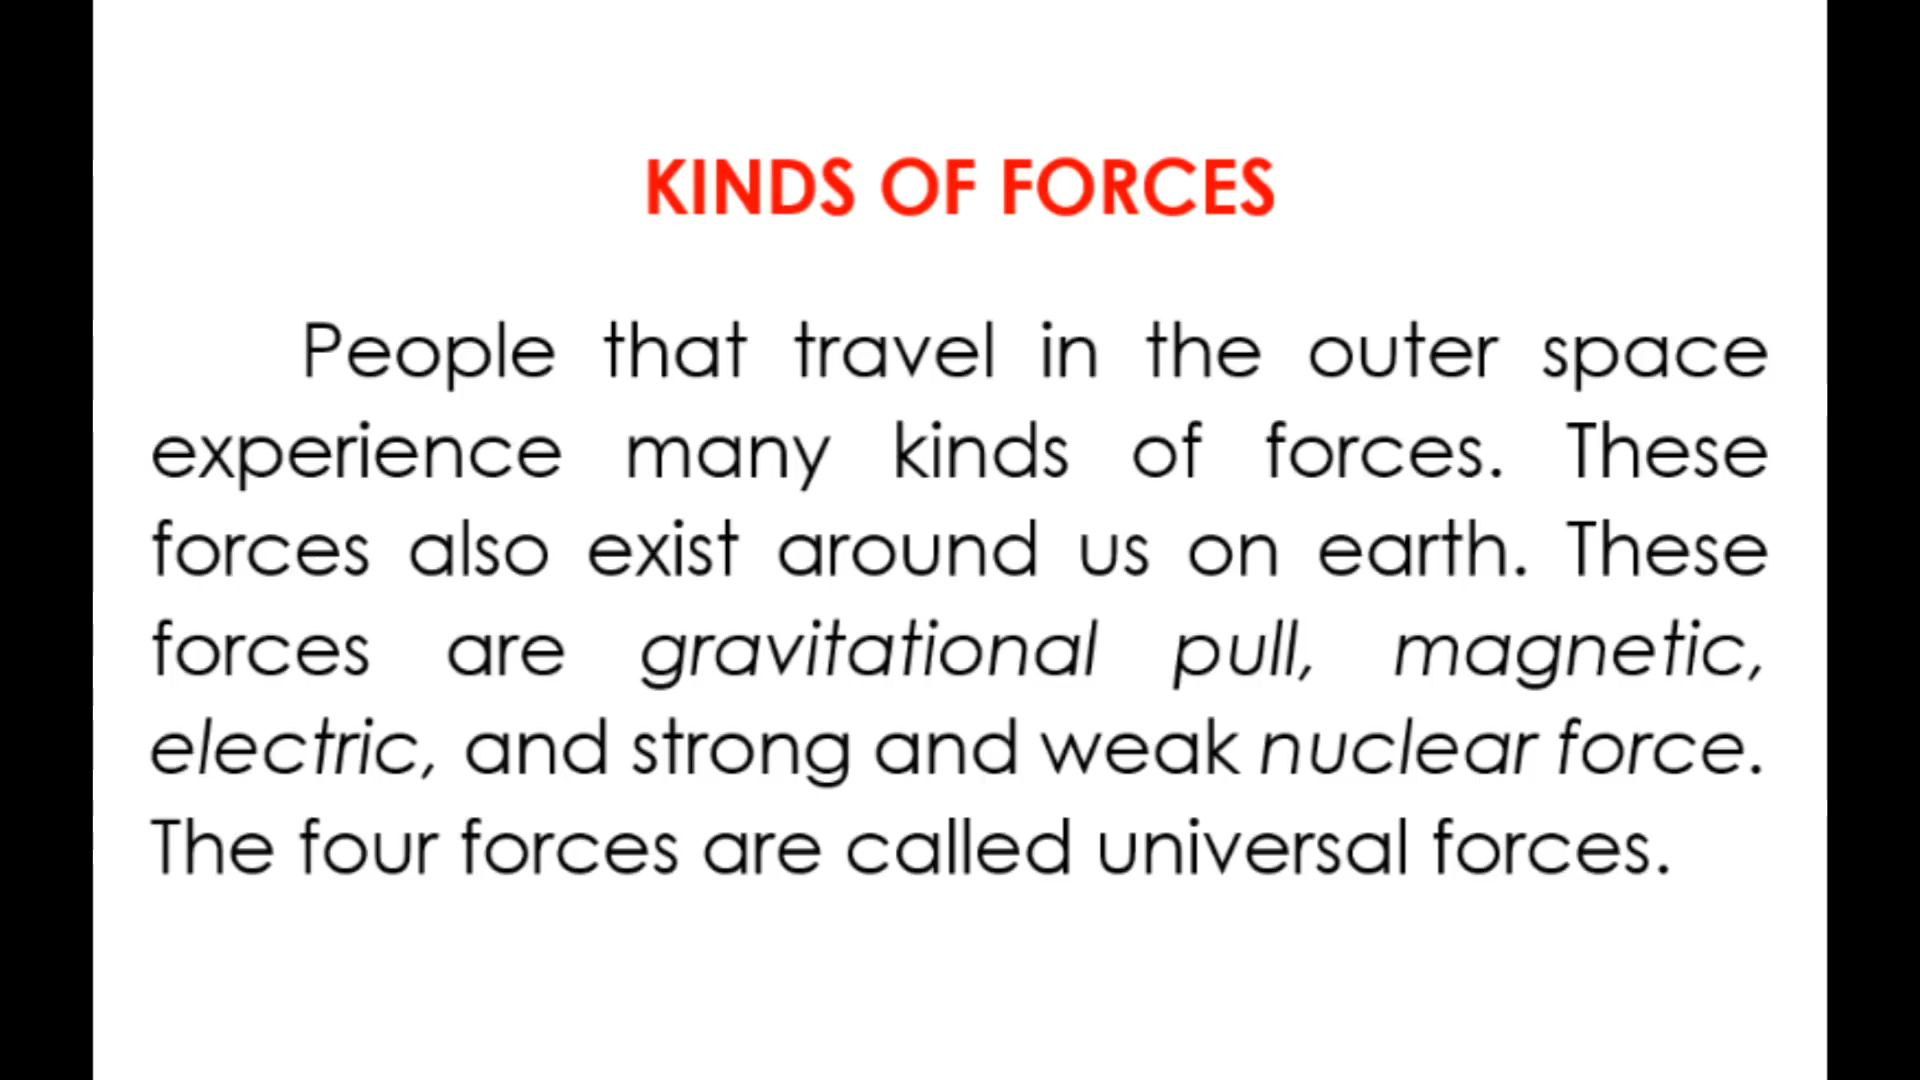 KINDS OF FORCES
People that travel in the outer space
experience many kinds of forces. These
forces also exist around us on earth. These
forces are gravitational pull, magnetic,
electric, and strong and weak nuclear force.
The four forces are called universal forces.